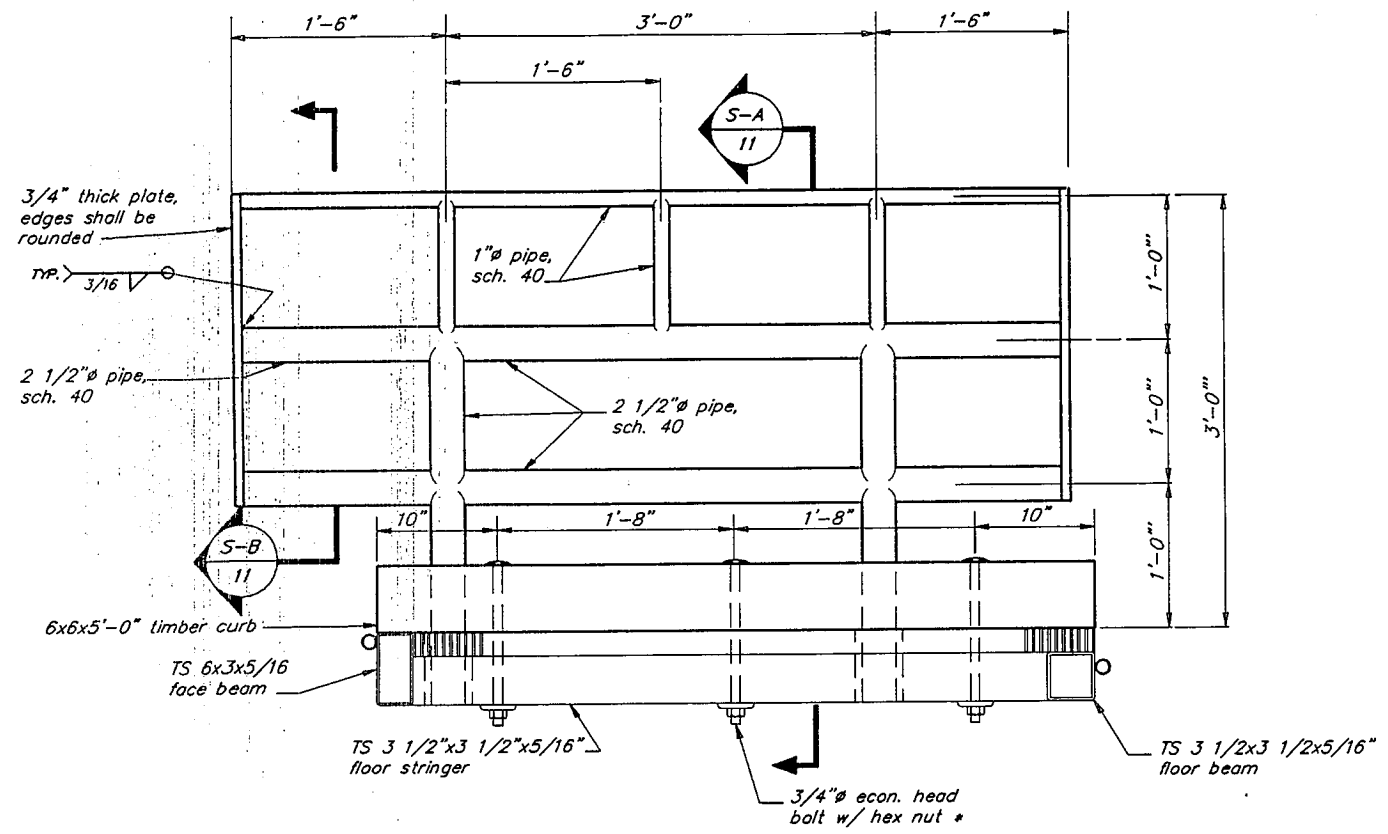 1'-6"
3'-0"
1'-6"
1'-6"
S-A
11
3/4" thick plate,
edges shall be
rounded
TYP.
3/16
1"ø pipe,
sch. 40
1'-0"'
2 1/2"ø pipe,
sch. 40
2 1/2"ø pipe,
sch. 40
1'-0"'
3'-0"'
10"
1'-8"
1'-8"
10"
S-B
11
1'-0"'
6x6x5'-0" timber curb
TS 6x3x5/16
face beam
TS 3 1/2"x3 1/2"x5/16"
floor stringer
TS 3 1/2x3 1/2x5/16"
floor beam
3/4"ø econ. head
bolt w/ hex nut *